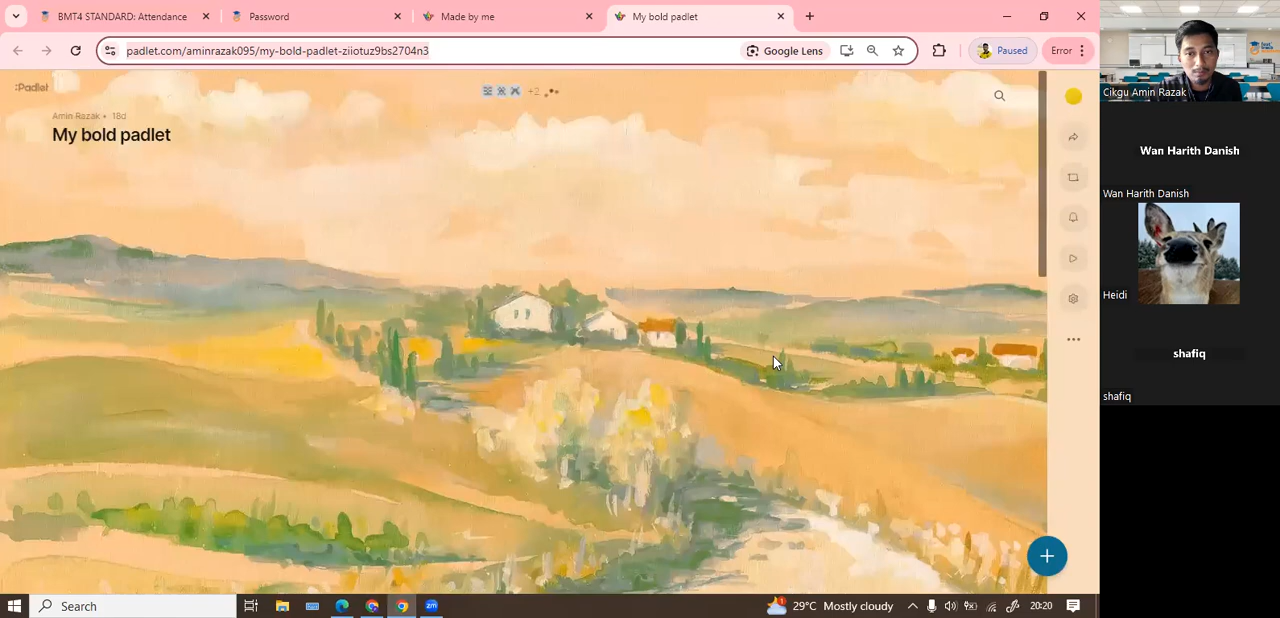 BMT4 STANDARD: Attendance
Password
Made by me
My bold padlet
padlet.com/aminrazak095/my-bold-padlet-ziiotuz9bs2704n3
Google Lens
Paused
Error
:Padlet
+2
Amin Razak • 18d
My bold padlet
Cikgu Amin Razak
Wan Harith Danish
Wan Harith Danish
Heidi
shafiq
shafiq
Search
zm
29°C Mostly cloudy
20:20